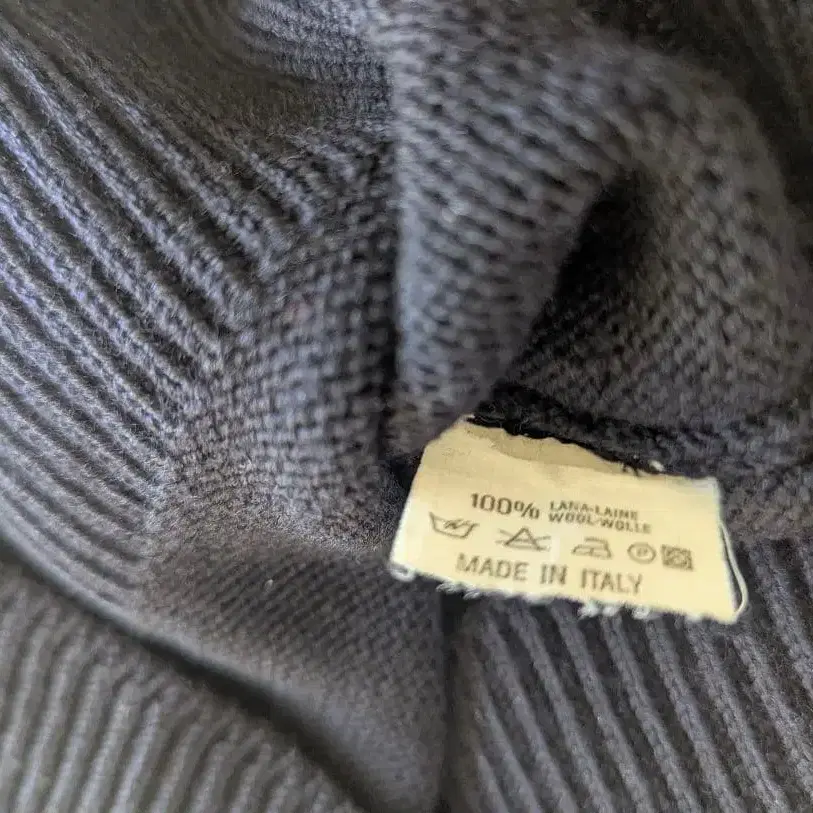 100% LANA-LAINE
WOOL-WOLLE
P
MADE IN ITALY